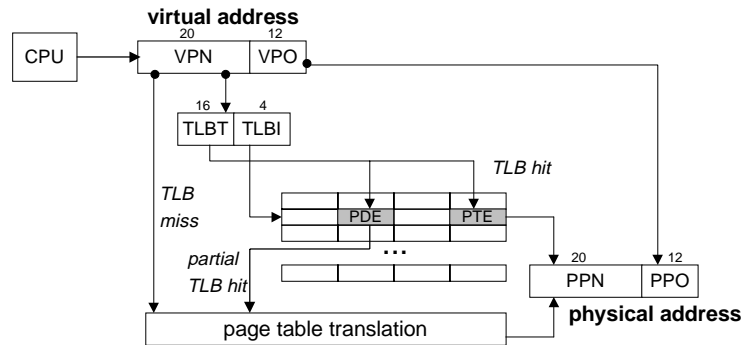 virtual address
20 12
CPU VPN VPO
16 4
TLBT TLBI
TLB hit
TLB
miss
PDE PTE
partial
TLB hit
...
20 12
PPN PPO
physical address
page table translation